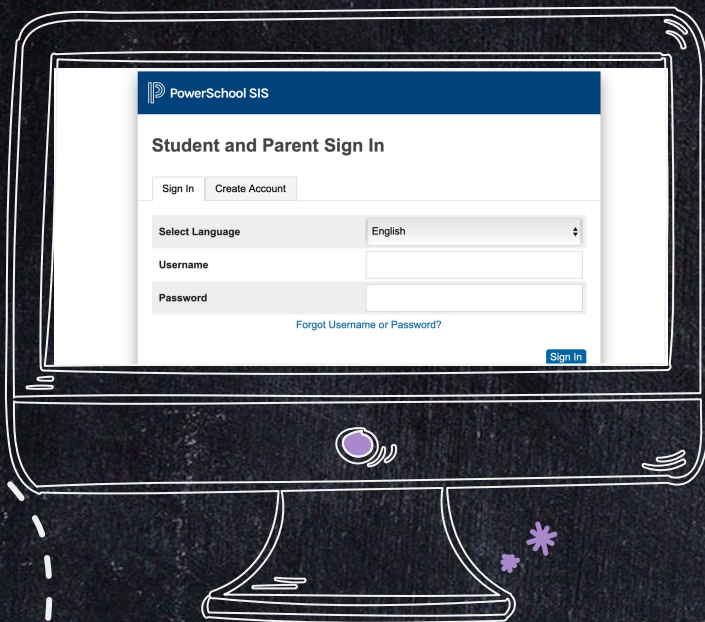 PowerSchool SIS
Student and Parent Sign In
Sign In Create Account
Select Language English
Username
Password
Forgot Username or Password?
Sign In